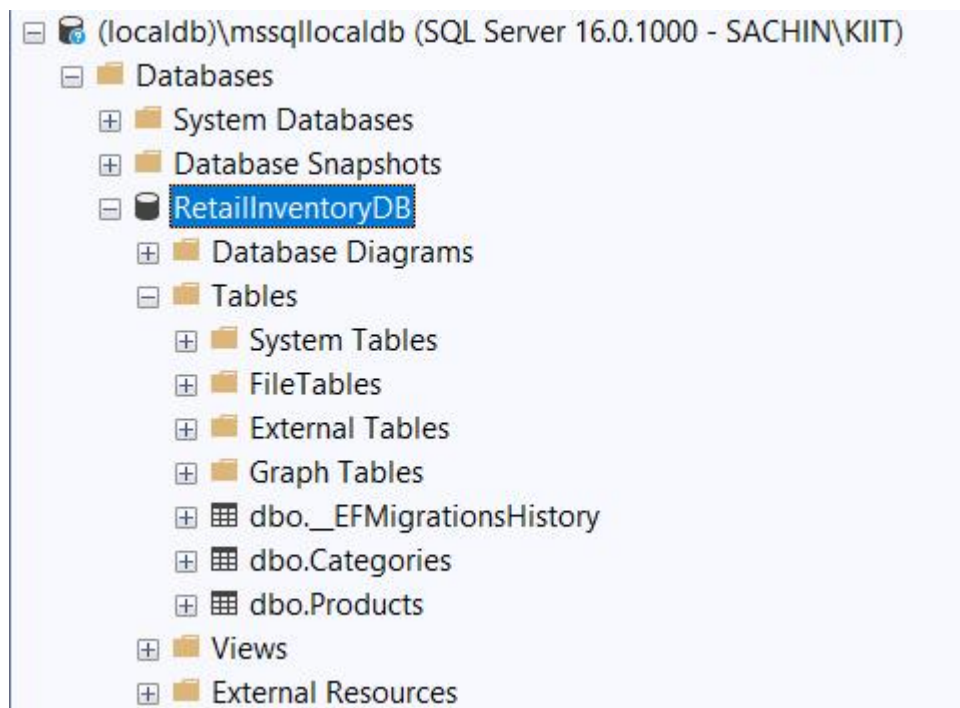 (localdb)\mssqllocaldb (SQL Server 16.0.1000 - SACHIN\KIIT)
Databases
System Databases
Database Snapshots
RetailInventoryDB
Database Diagrams
Tables
System Tables
FileTables
External Tables
Graph Tables
dbo.__EFMigrationsHistory
dbo.Categories
dbo.Products
Views
External Resources